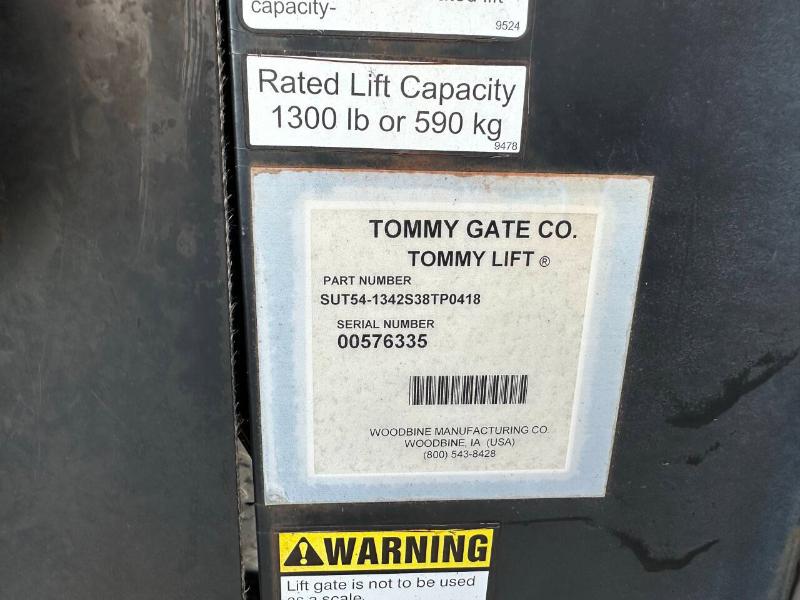 capacity-
9524
Rated Lift Capacity
1300 lb or 590 kg
9478
TOMMY GATE CO.
TOMMY LIFT ®
PART NUMBER
SUT54-1342S38TP0418
SERIAL NUMBER
00576335
WOODBINE MANUFACTURING CO.
WOODBINE, IA (USA)
(800) 543-8428
WARNING
Lift gate is not to be used
as a scale.